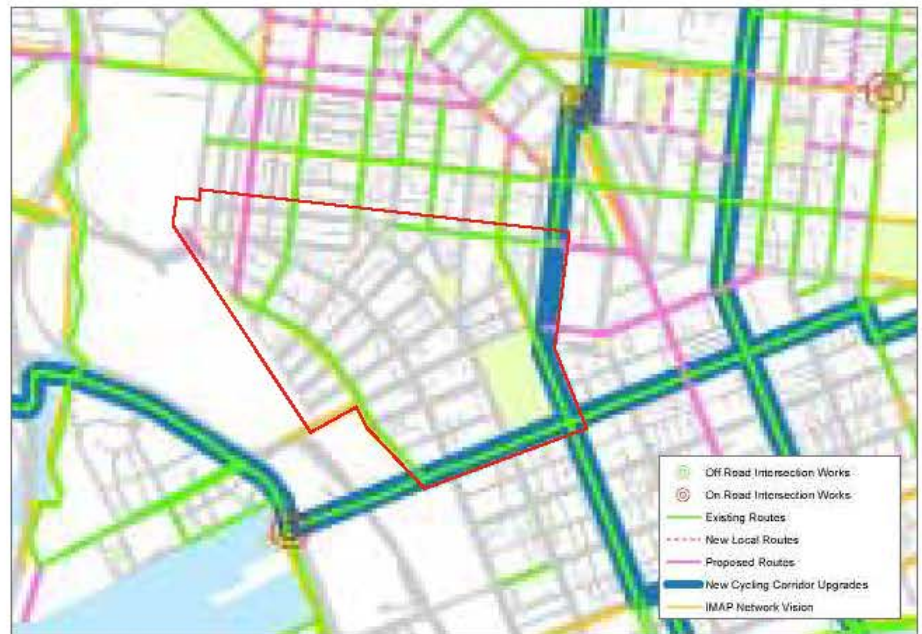 Off Road Intersection Works
On Road Intersection Works
Existing Routes
New Local Routes
Proposed Routes
New Cycling Corridor Upgrades
IMAP Network Vision